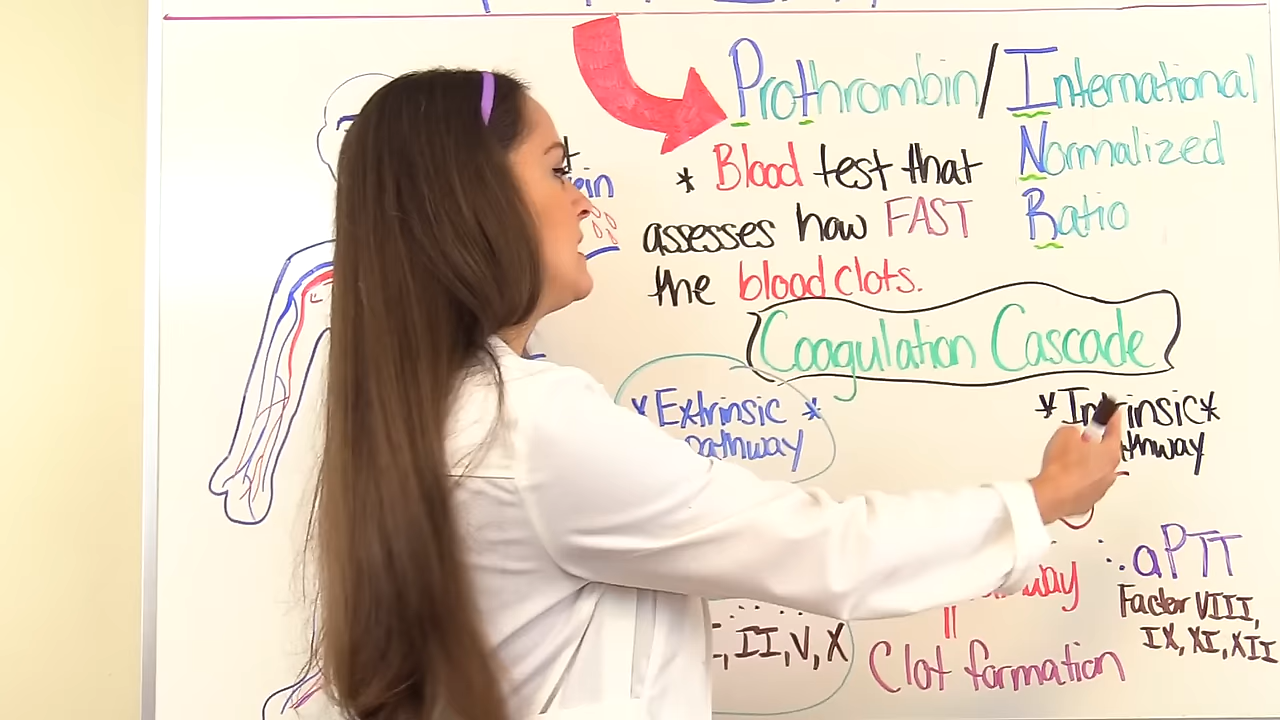 Prothrombin/International
Normalized
Ratio
* Blood test that
assesses how FAST
the blood clots.
Coagulation Cascade
*Extrinsic*
pathway
*Intrinsic*
aPTT
Factor VIII,
IX, XI, XII
II, V, X
Clot formation